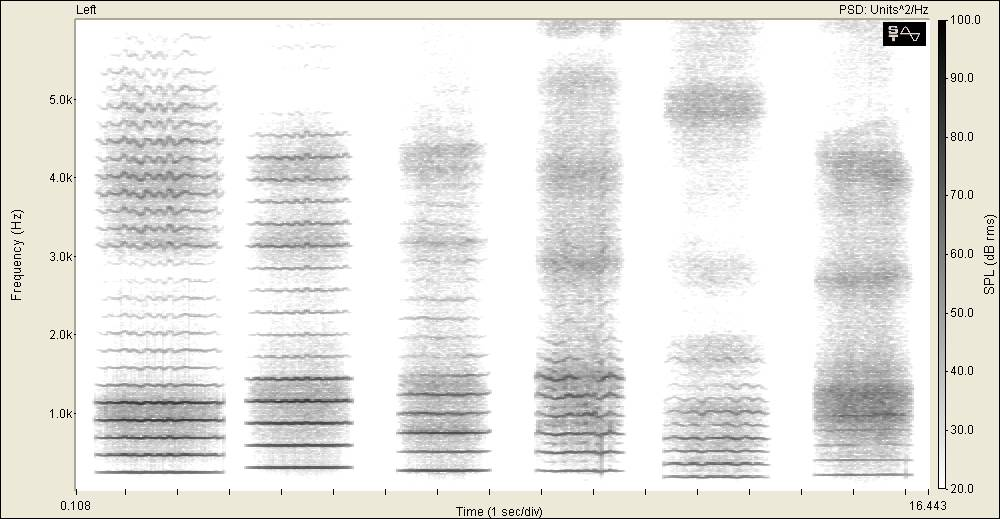 Left
PSD: Units^2/Hz
S
T
100.0
90.0
80.0
70.0
60.0
50.0
40.0
30.0
20.0
SPL (dB rms)
5.0k
4.0k
3.0k
2.0k
1.0k
Frequency (Hz)
0.108
Time (1 sec/div)
16.443